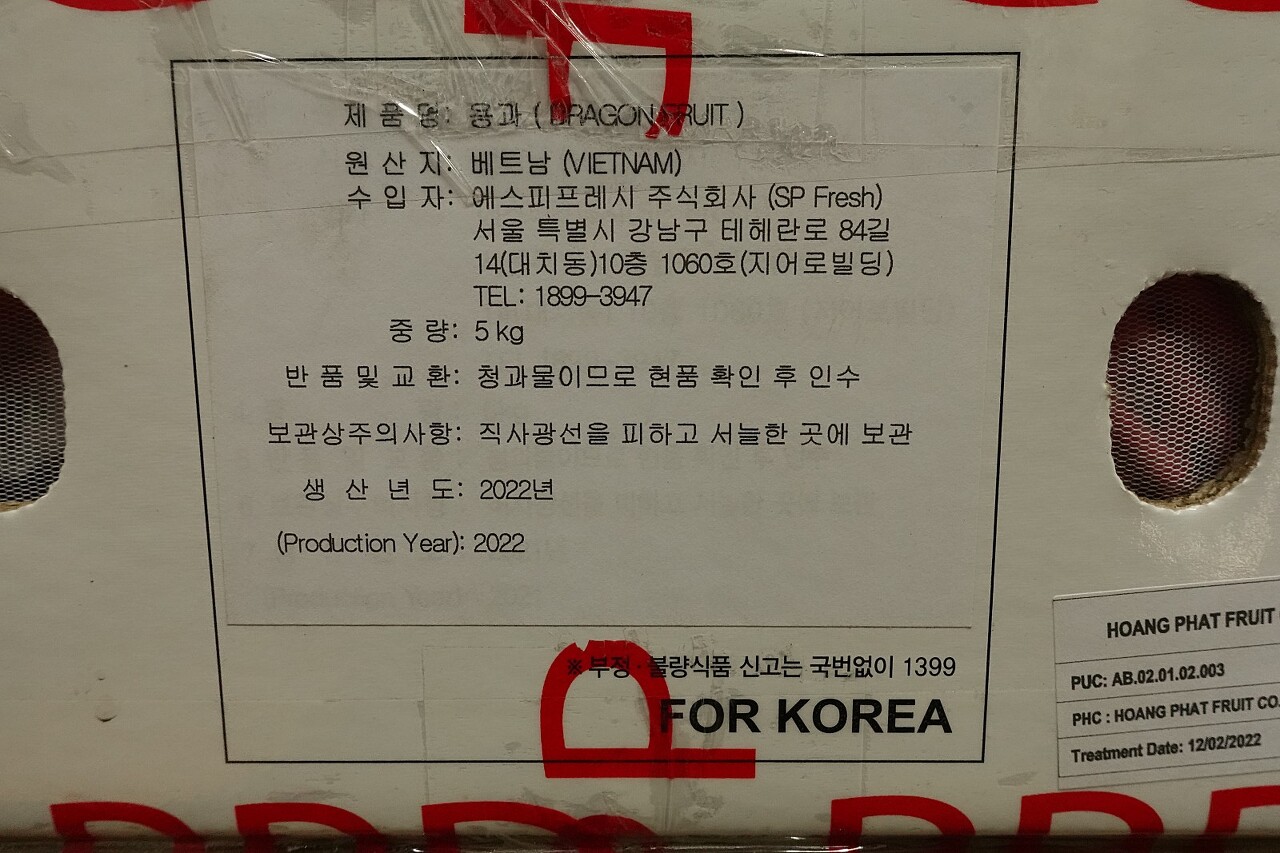 제 품 명: 용과 ( DRAGON FRUIT )
원 산 지: 베트남 (VIETNAM)
수 입 자: 에스피프레시 주식회사 (SP Fresh)
서울 특별시 강남구 테헤란로 84길
14(대치동)10층 1060호(지어로빌딩)
TEL: 1899-3947
중 량: 5 kg
반 품 및 교 환: 청과물이므로 현품 확인 후 인수
보관상주의사항: 직사광선을 피하고 서늘한 곳에 보관
생 산 년 도: 2022년
(Production Year): 2022
※ 부정·불량식품 신고는 국번없이 1399
FOR KOREA
HOANG PHAT FRUIT
PUC: AB.02.01.02.003
PHC : HOANG PHAT FRUIT CO.
Treatment Date: 12/02/2022